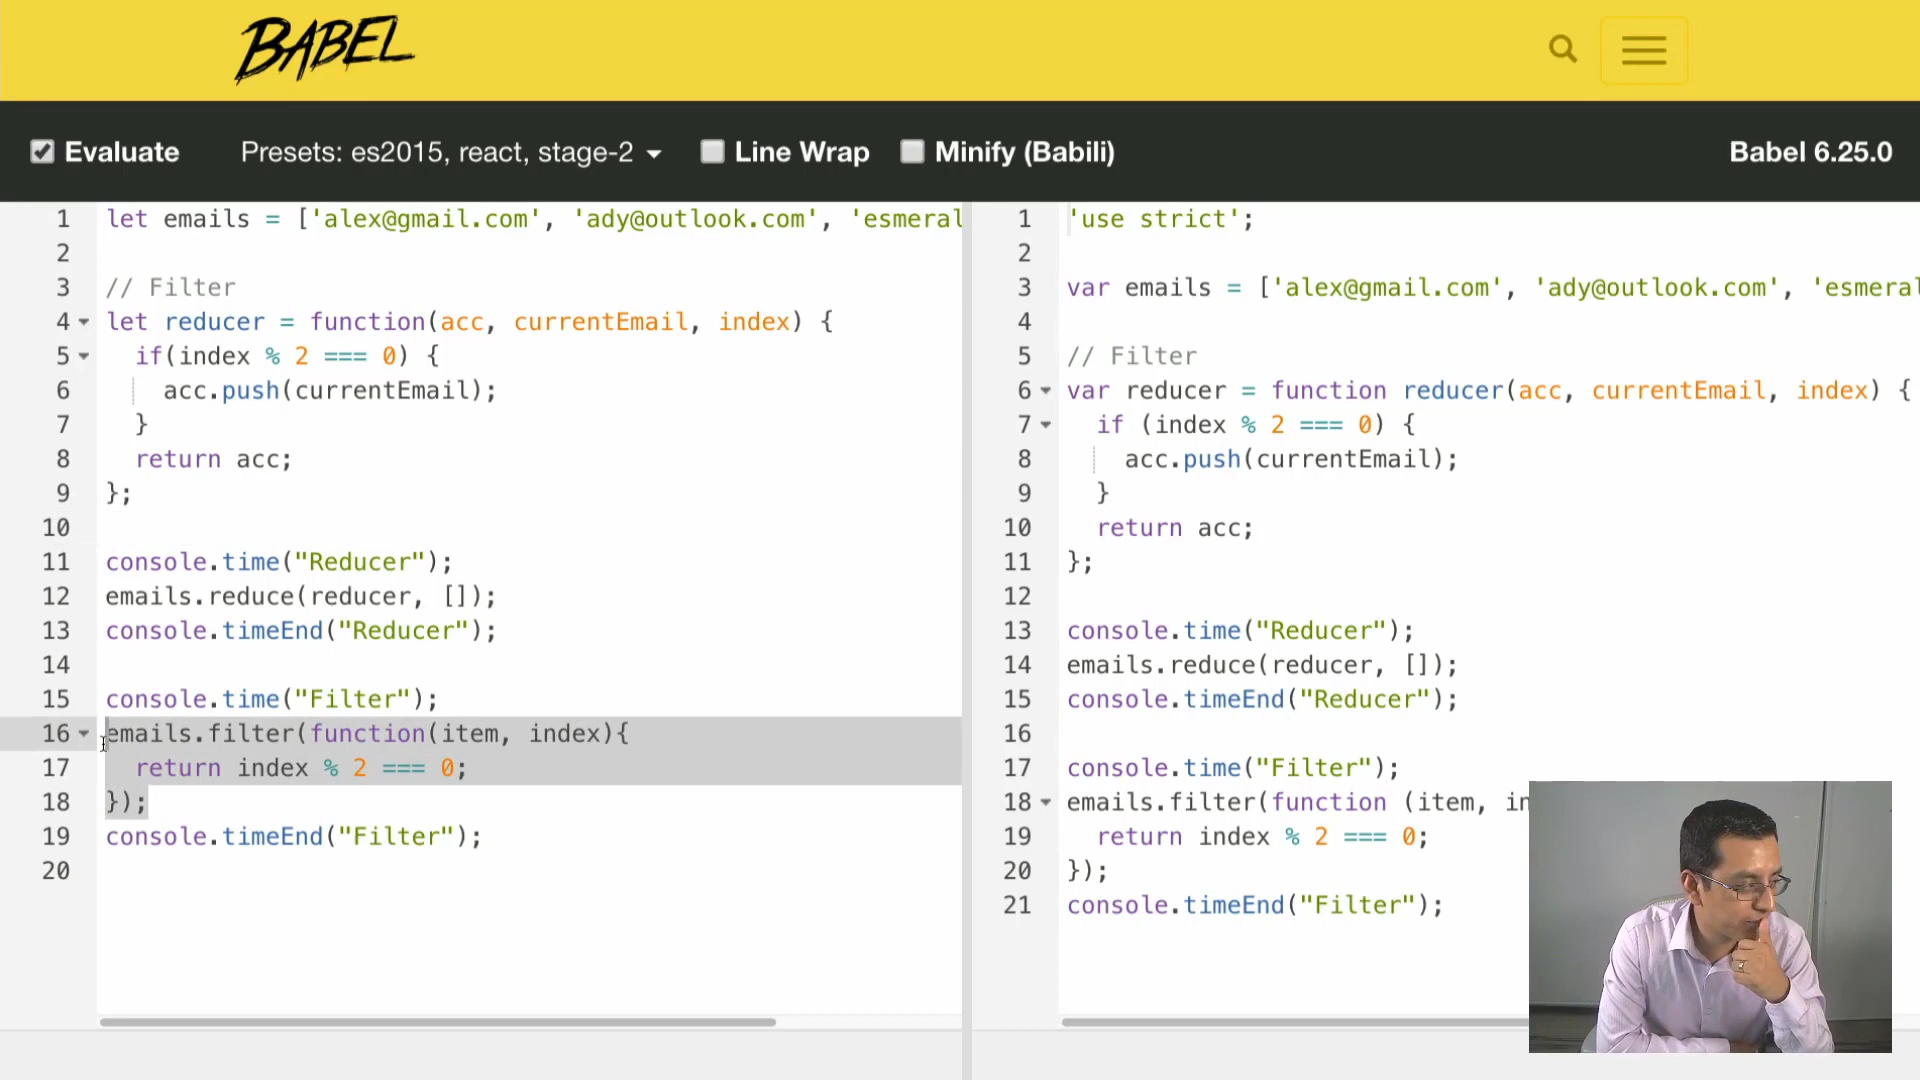 BABEL
Evaluate Presets: es2015, react, stage-2 Line Wrap Minify (Babili) Babel 6.25.0
1 let emails = ['alex@gmail.com', 'ady@outlook.com', 'esmeral
2
3 // Filter
4 let reducer = function(acc, currentEmail, index) {
5 if(index % 2 === 0) {
6 acc.push(currentEmail);
7 }
8 return acc;
9 };
10
11 console.time("Reducer");
12 emails.reduce(reducer, []);
13 console.timeEnd("Reducer");
14
15 console.time("Filter");
16 emails.filter(function(item, index){
17 return index % 2 === 0;
18 });
19 console.timeEnd("Filter");
20
1 'use strict';
2
3 var emails = ['alex@gmail.com', 'ady@outlook.com', 'esmeral
4
5 // Filter
6 var reducer = function reducer(acc, currentEmail, index) {
7 if (index % 2 === 0) {
8 acc.push(currentEmail);
9 }
10 return acc;
11 };
12
13 console.time("Reducer");
14 emails.reduce(reducer, []);
15 console.timeEnd("Reducer");
16
17 console.time("Filter");
18 emails.filter(function (item, in
19 return index % 2 === 0;
20 });
21 console.timeEnd("Filter");